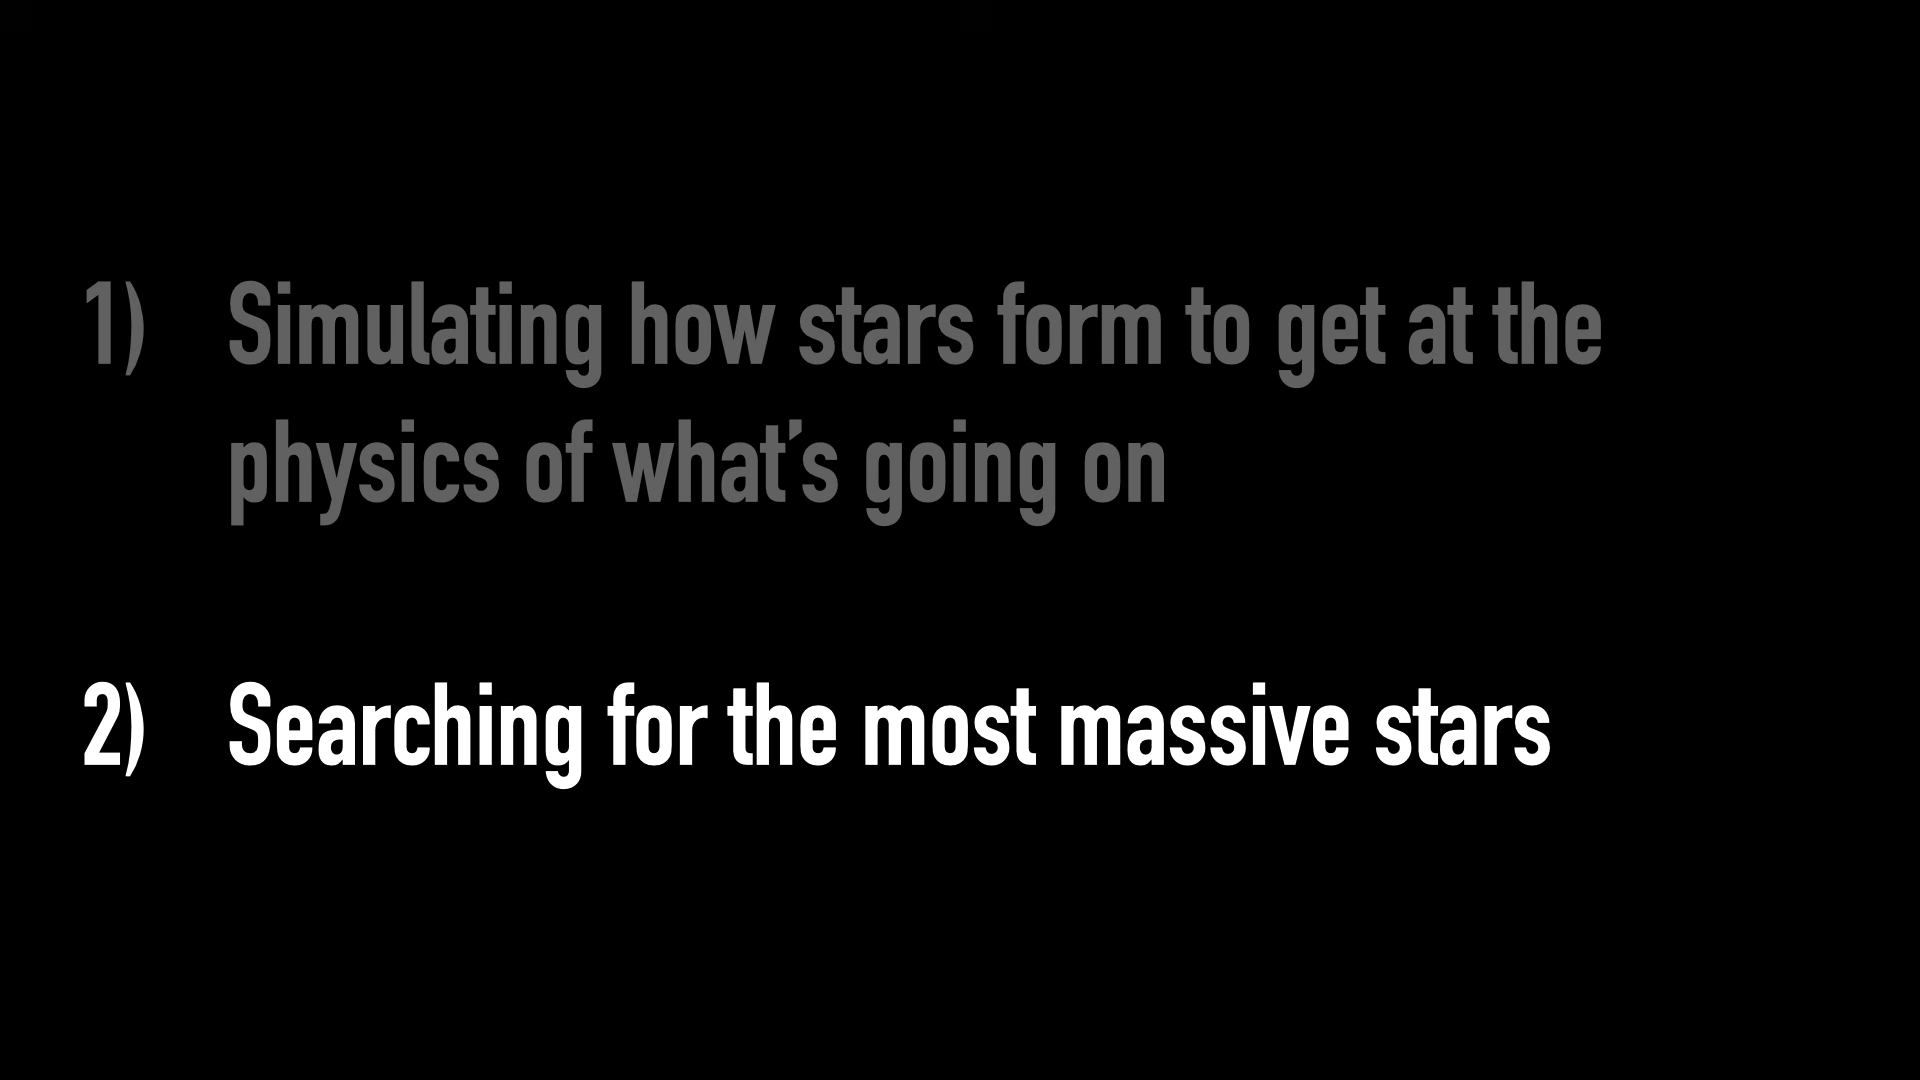 1) Simulating how stars form to get at the
physics of what’s going on
2) Searching for the most massive stars